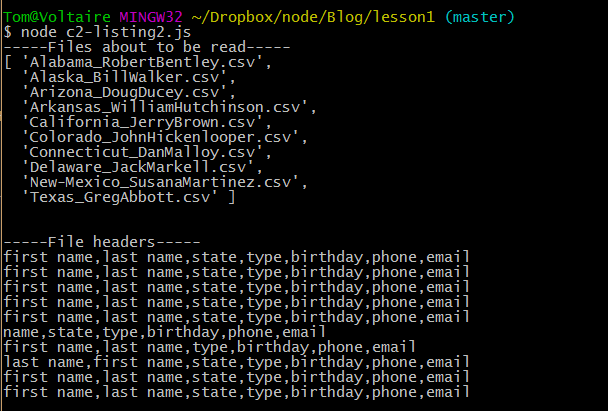 Tom@Voltaire MINGW32 ~/Dropbox/node/Blog/lesson1 (master)
$ node c2-listing2.js
-----Files about to be read-----
[ 'Alabama_RobertBentley.csv',
  'Alaska_BillWalker.csv',
  'Arizona_DougDucey.csv',
  'Arkansas_WilliamHutchinson.csv',
  'California_JerryBrown.csv',
  'Colorado_JohnHickenlooper.csv',
  'Connecticut_DanMalloy.csv',
  'Delaware_JackMarkell.csv',
  'New-Mexico_SusanaMartinez.csv',
  'Texas_GregAbbott.csv' ]
-----File headers-----
first name,last name,state,type,birthday,phone,email
first name,last name,state,type,birthday,phone,email
first name,last name,state,type,birthday,phone,email
first name,last name,state,type,birthday,phone,email
first name,last name,state,type,birthday,phone,email
name,state,type,birthday,phone,email
first name,last name,type,birthday,phone,email
last name,first name,state,type,birthday,phone,email
first name,last name,state,type,birthday,phone,email
first name,last name,state,type,birthday,phone,email